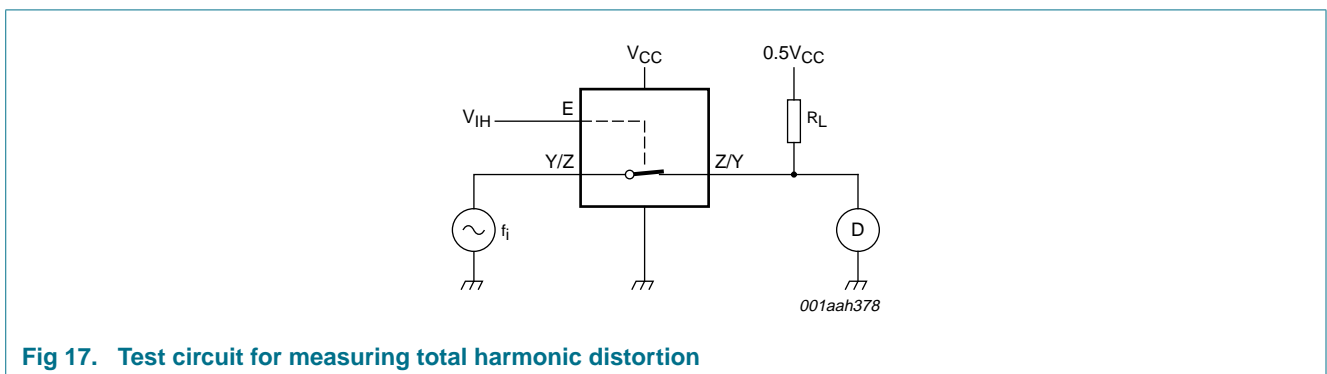 VCC
0.5VCC
E
VIH
RL
Y/Z
Z/Y
fi
D
001aah378
Fig 17. Test circuit for measuring total harmonic distortion